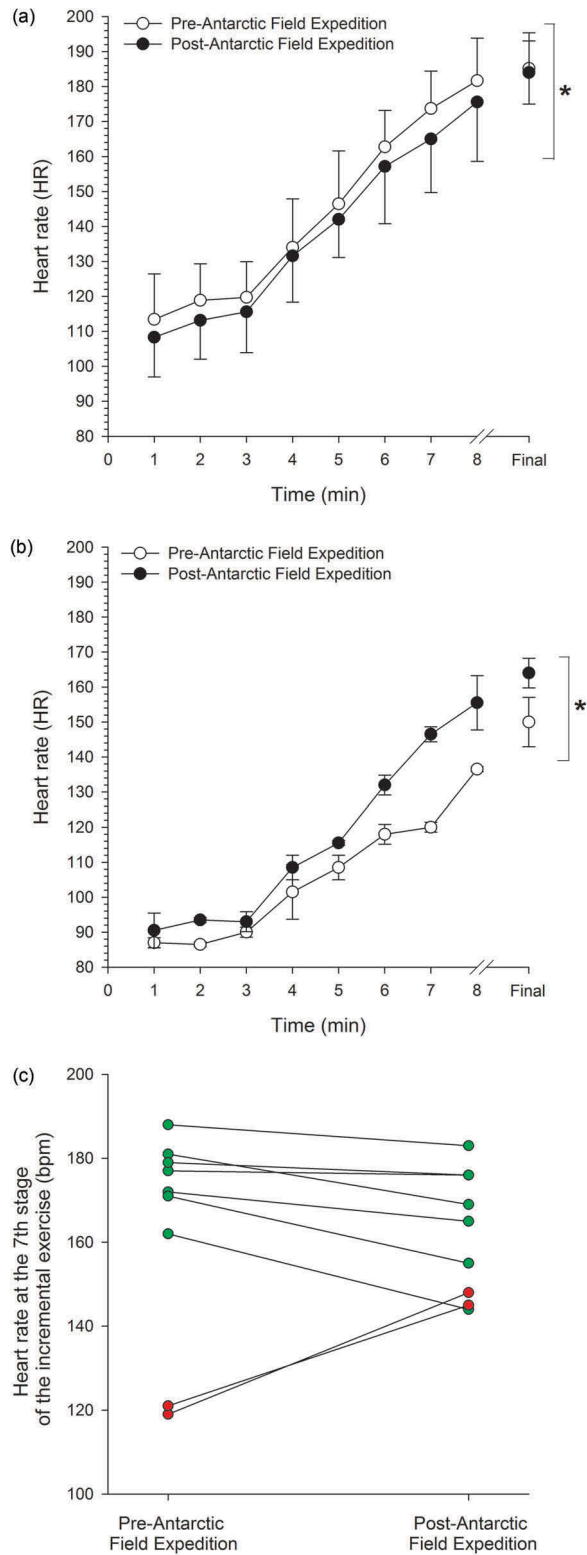 (a)
200
190
180
170
160
150
140
130
120
110
100
90
80
Heart rate (HR)
Pre-Antarctic Field Expedition
Post-Antarctic Field Expedition
*
0 1 2 3 4 5 6 7 8 Final
Time (min)
(b)
200
190
180
170
160
150
140
130
120
110
100
90
80
Heart rate (HR)
Pre-Antarctic Field Expedition
Post-Antarctic Field Expedition
*
0 1 2 3 4 5 6 7 8 Final
Time (min)
(c)
200
180
160
140
120
100
Heart rate at the 7th stage
of the incremental exercise (bpm)
Pre-Antarctic
Field Expedition
Post-Antarctic
Field Expedition